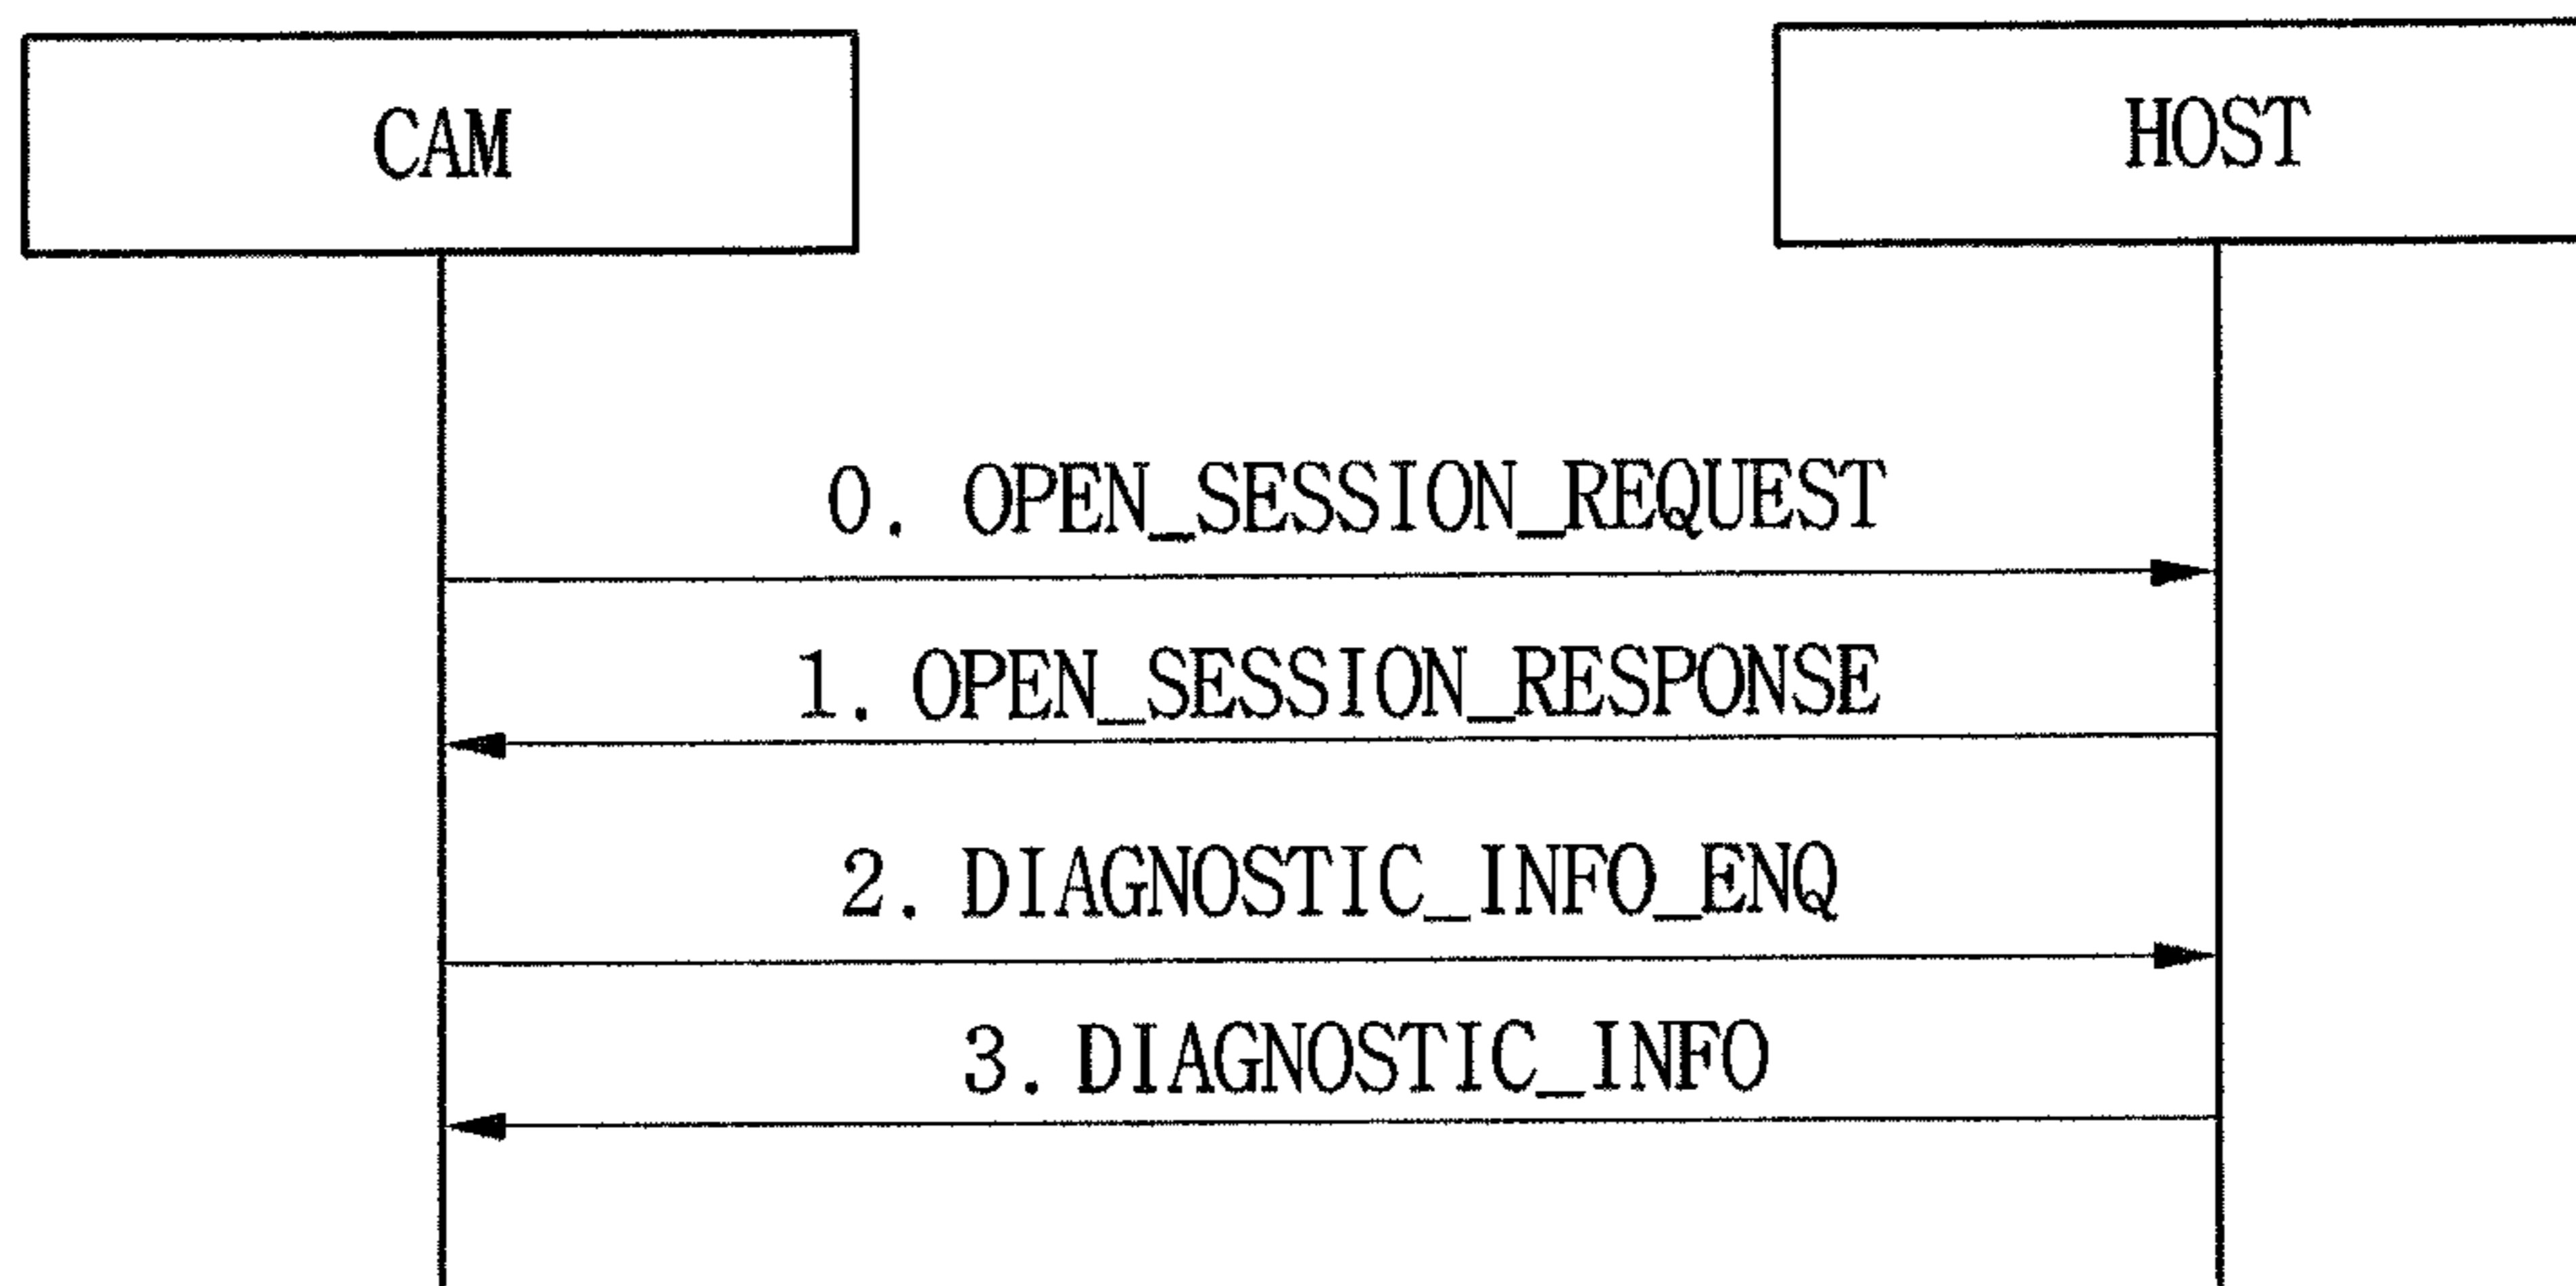 CAM
HOST
0. OPEN_SESSION_REQUEST
1. OPEN_SESSION_RESPONSE
2. DIAGNOSTIC_INFO_ENQ
3. DIAGNOSTIC_INFO